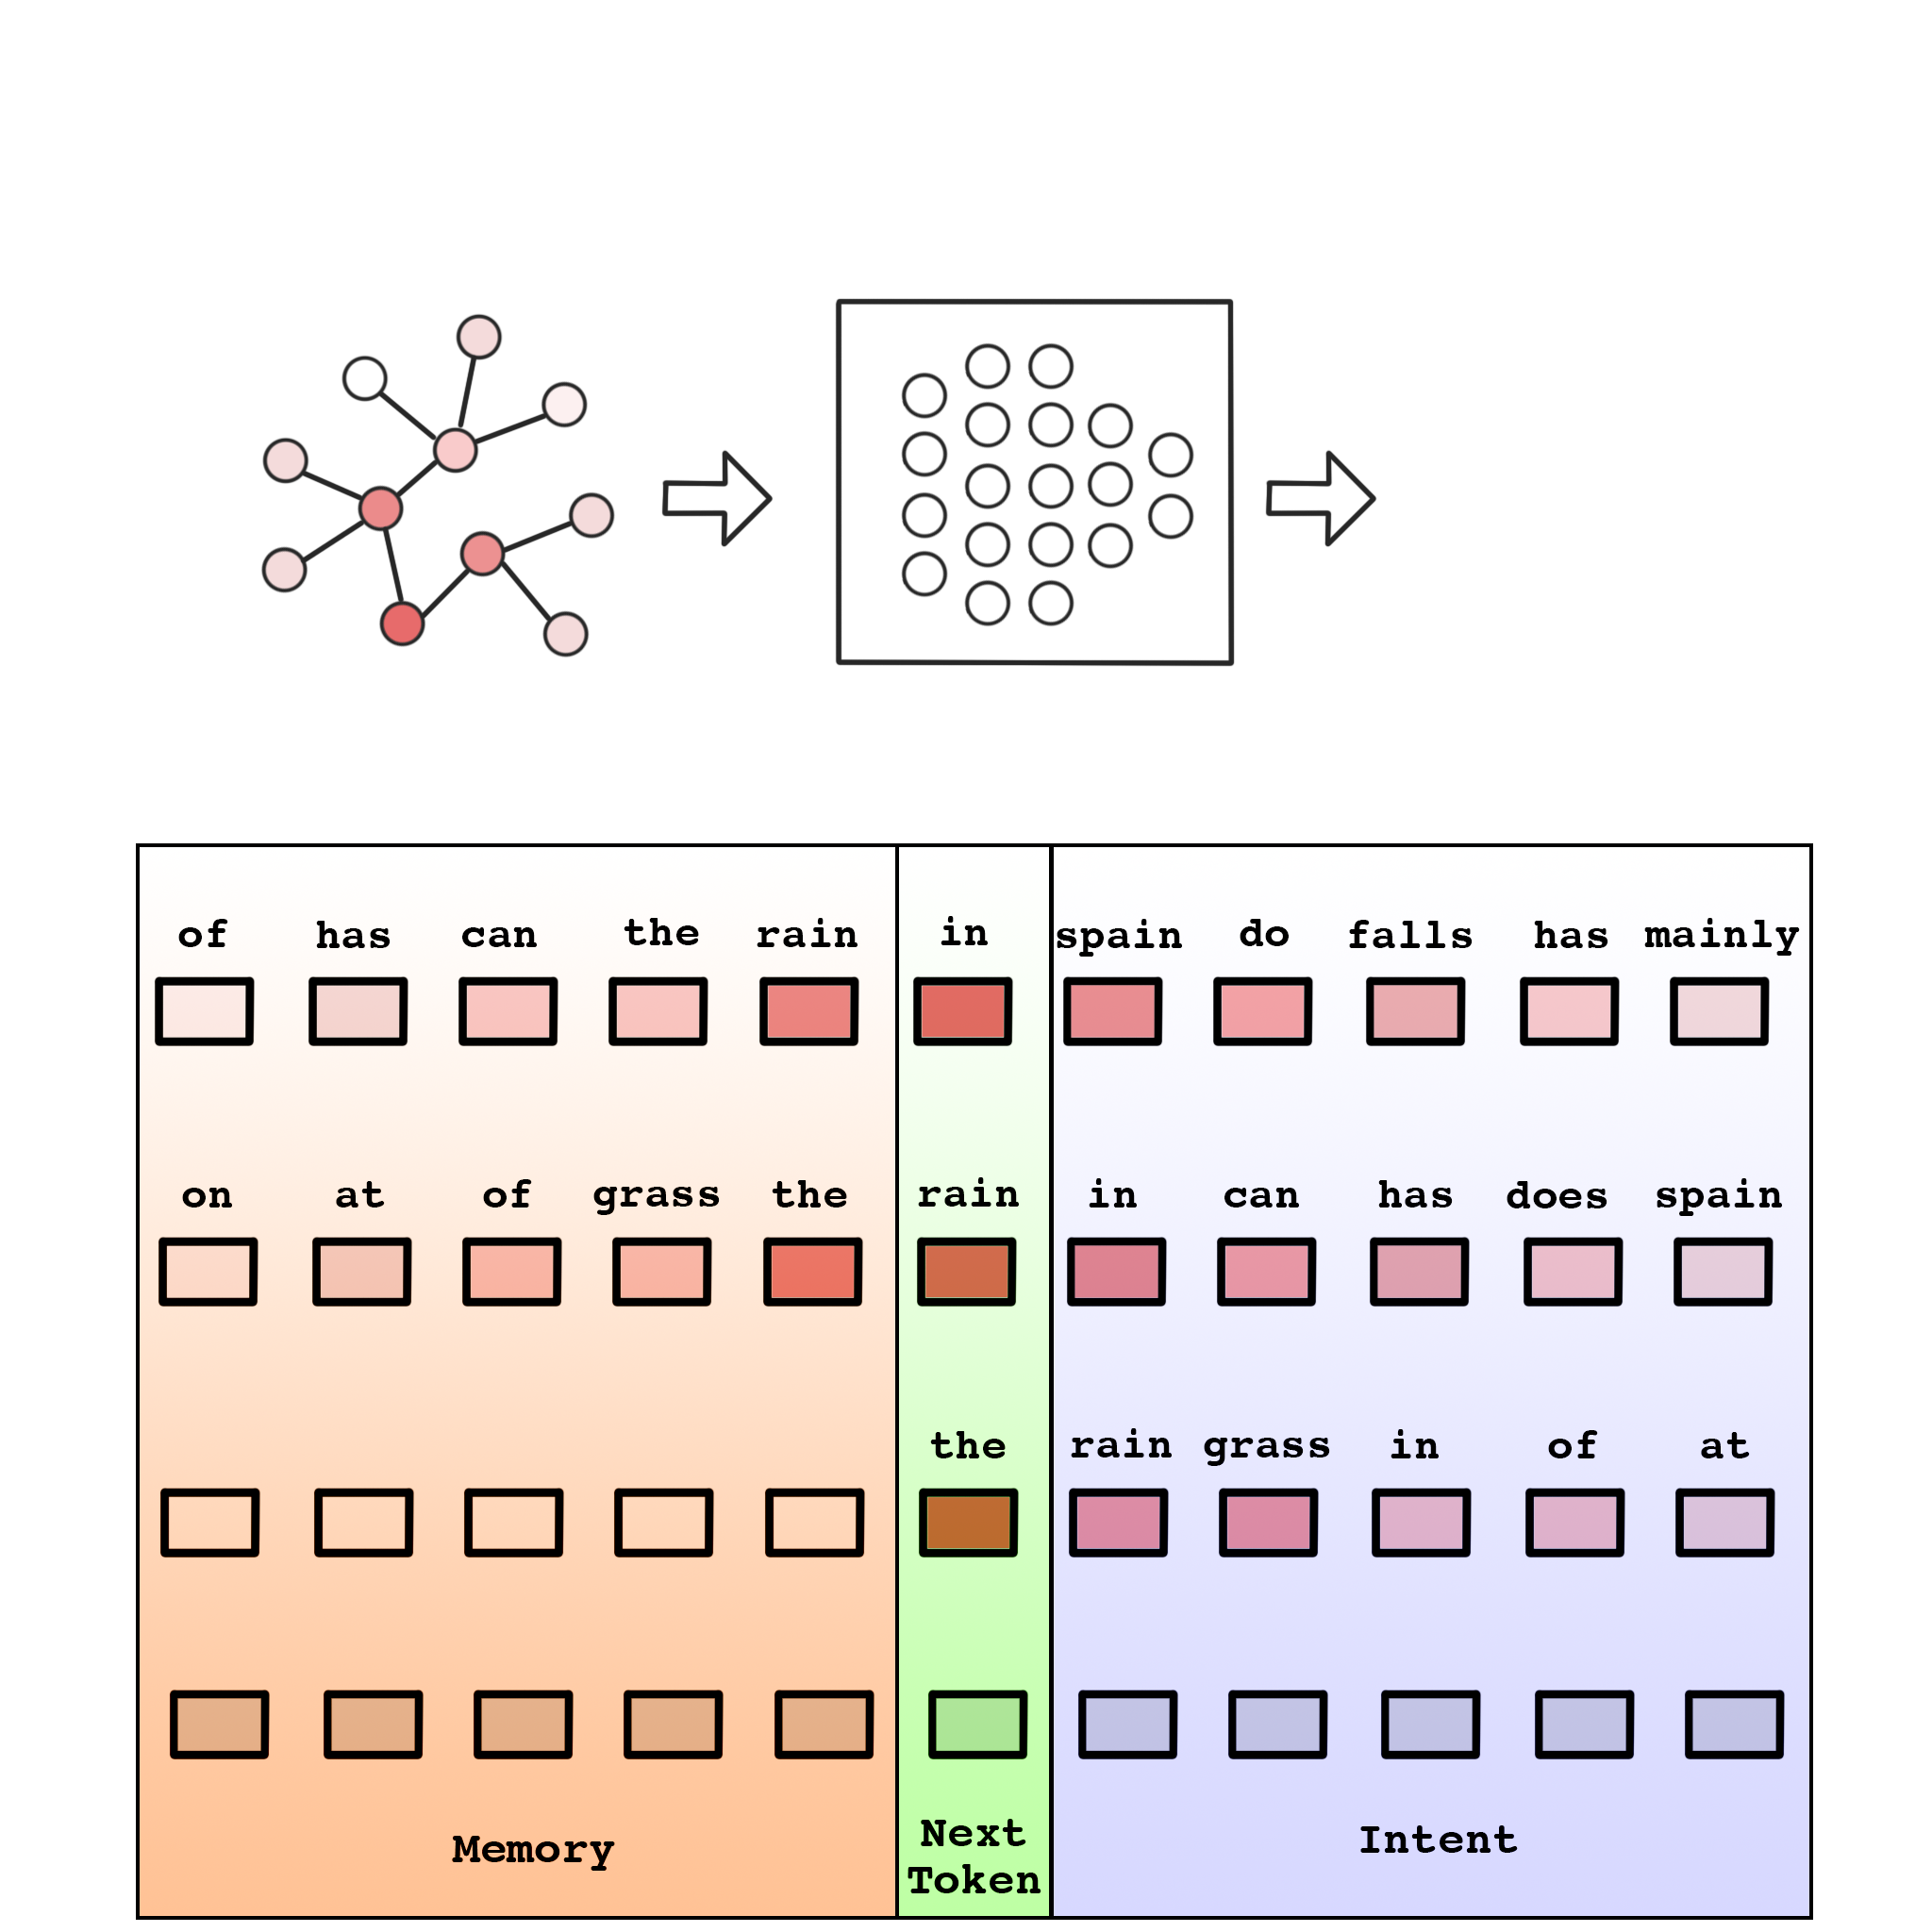 of has can the rain in spain do falls has mainly
on at of grass the rain in can has does spain
the rain grass in of at
Memory
Next
Token
Intent